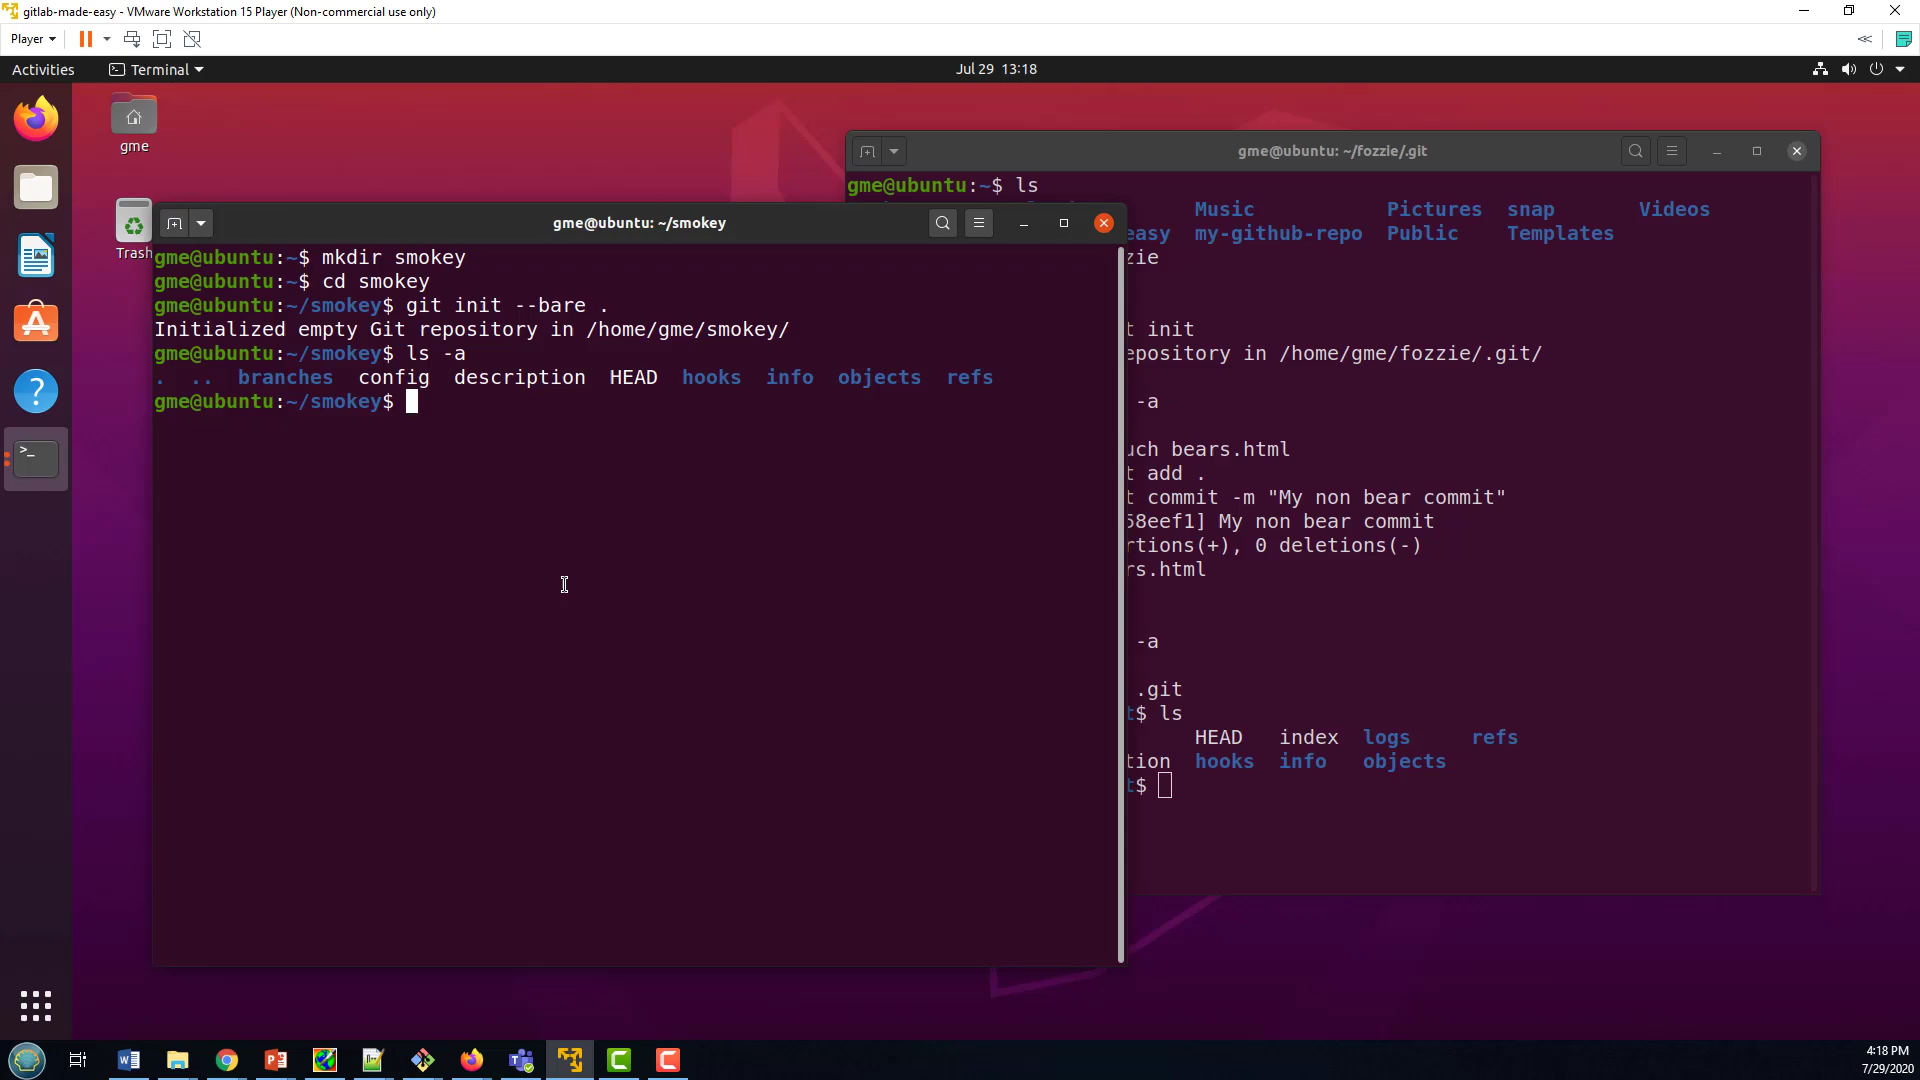 gitlab-made-easy - VMware Workstation 15 Player (Non-commercial use only)
Player
Activities
Terminal
Jul 29 13:18
gme
Trash
gme@ubuntu: ~/fozzie/.git
gme@ubuntu:~$ ls
Music Pictures snap Videos
easy my-github-repo Public Templates
zie
t init
epository in /home/gme/fozzie/.git/
-a
uch bears.html
t add .
t commit -m "My non bear commit"
58eef1] My non bear commit
rtions(+), 0 deletions(-)
rs.html
-a
.git
t$ ls
HEAD index logs refs
tion hooks info objects
t$
gme@ubuntu: ~/smokey
gme@ubuntu:~$ mkdir smokey
gme@ubuntu:~$ cd smokey
gme@ubuntu:~/smokey$ git init --bare .
Initialized empty Git repository in /home/gme/smokey/
gme@ubuntu:~/smokey$ ls -a
. .. branches config description HEAD hooks info objects refs
gme@ubuntu:~/smokey$
4:18 PM
7/29/2020